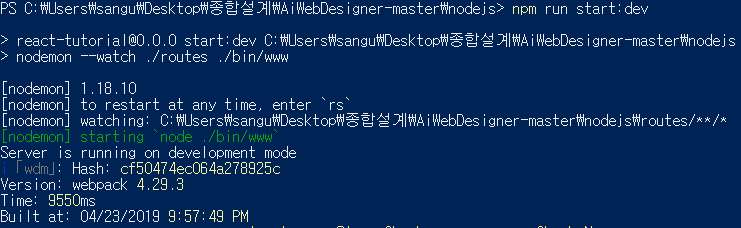 PS C:₩Users₩sangu₩Desktop₩종합설계₩AiWebDesigner-master₩nodejs> npm run start:dev
> react-tutorial@0.0.0 start:dev C:₩Users₩sangu₩Desktop₩종합설계₩AiWebDesigner-master₩nodejs
> nodemon --watch ./routes ./bin/www
[nodemon] 1.18.10
[nodemon] to restart at any time, enter `rs`
[nodemon] watching: C:₩Users₩sangu₩Desktop₩종합설계₩AiWebDesigner-master₩nodejs₩routes/**/*
[nodemon] starting `node ./bin/www`
Server is running on development mode
「wdm」: Hash: cf50474ec064a278925c
Version: webpack 4.29.3
Time: 9550ms
Built at: 04/23/2019 9:57:49 PM